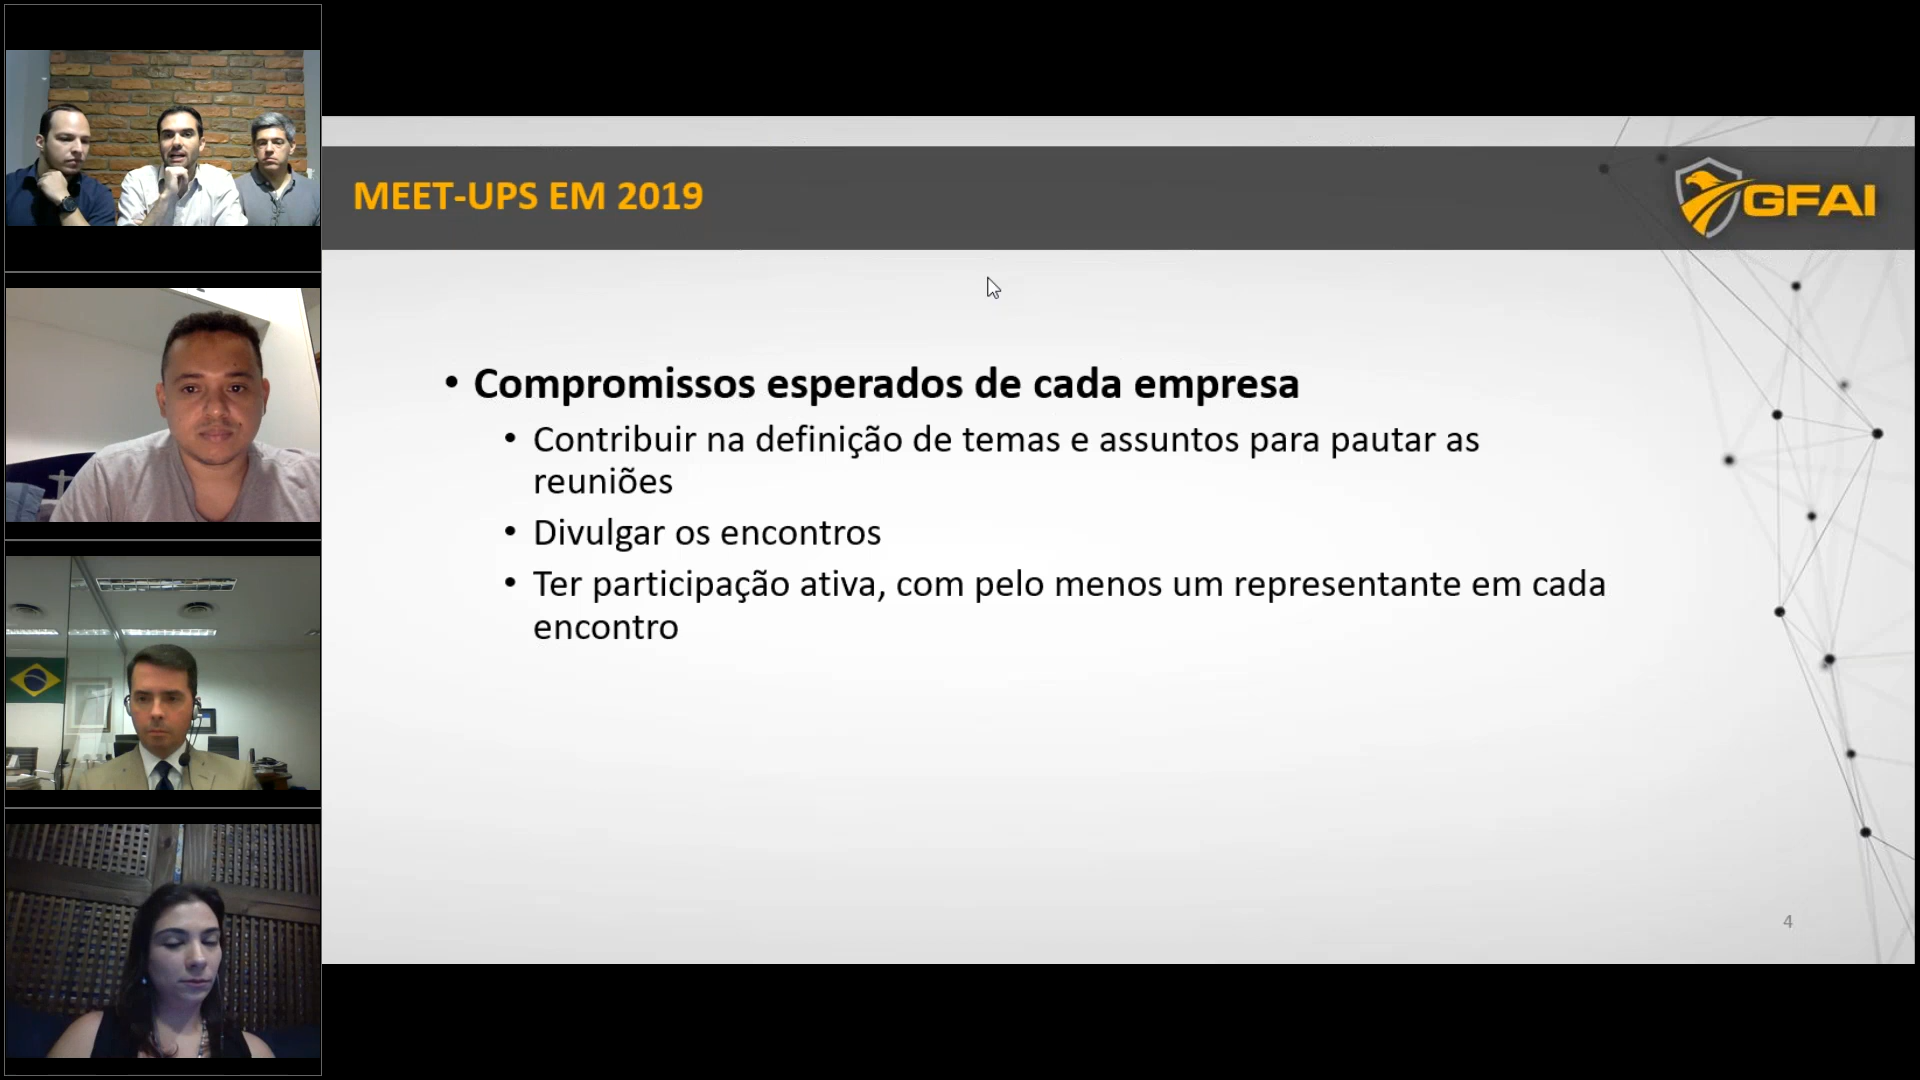 MEET-UPS EM 2019
GFAI
• Compromissos esperados de cada empresa
• Contribuir na definição de temas e assuntos para pautar as
reuniões
• Divulgar os encontros
• Ter participação ativa, com pelo menos um representante em cada
encontro
4